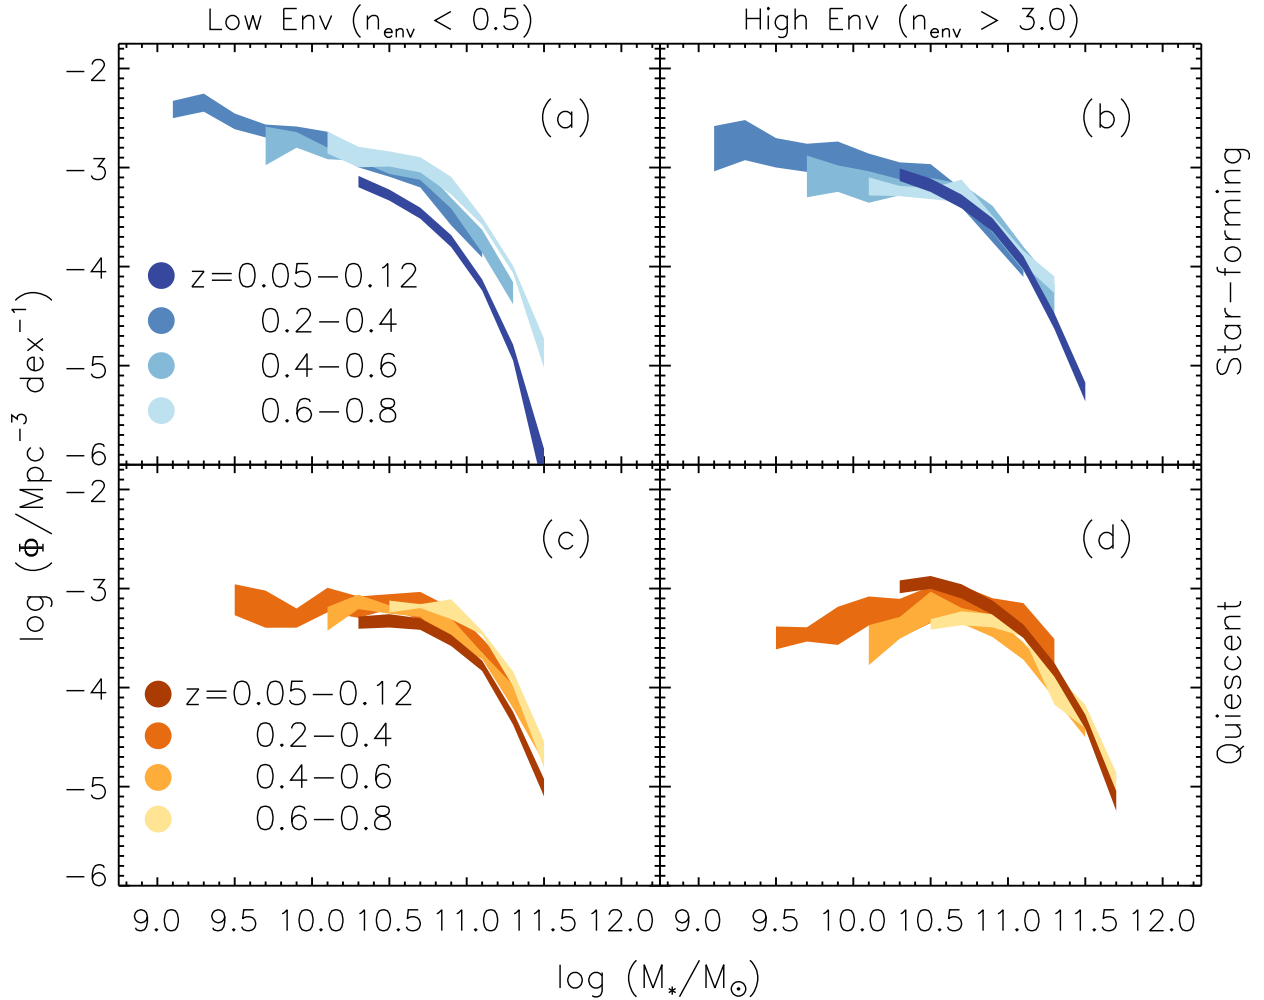 Low Env (n_env < 0.5)
High Env (n_env > 3.0)
log (Φ/Mpc⁻³ dex⁻¹)
−2
−3
−4
−5
−6
(a)
z=0.05−0.12
0.2−0.4
0.4−0.6
0.6−0.8
(b)
Star−forming
−2
−3
−4
−5
−6
(c)
z=0.05−0.12
0.2−0.4
0.4−0.6
0.6−0.8
(d)
Quiescent
9.0 9.5 10.0 10.5 11.0 11.5 12.0
9.0 9.5 10.0 10.5 11.0 11.5 12.0
log (M_*/M_⊙)